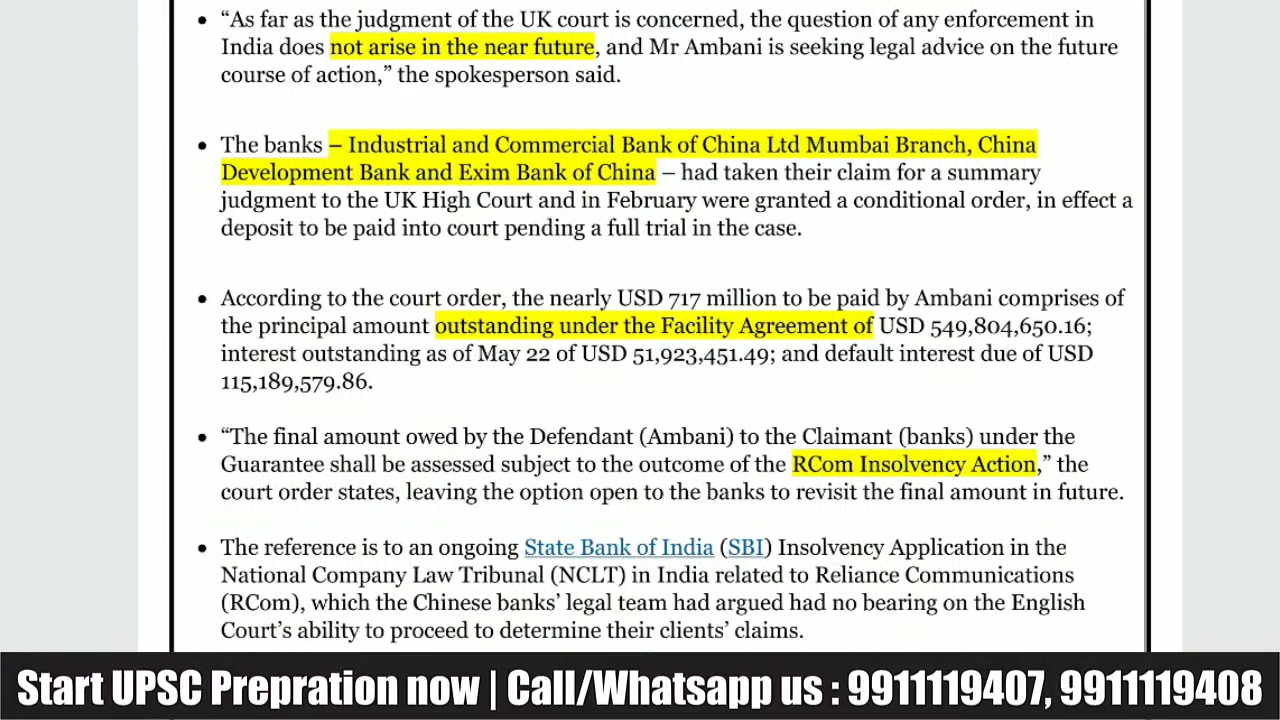 • “As far as the judgment of the UK court is concerned, the question of any enforcement in
India does not arise in the near future, and Mr Ambani is seeking legal advice on the future
course of action,” the spokesperson said.
• The banks – Industrial and Commercial Bank of China Ltd Mumbai Branch, China
Development Bank and Exim Bank of China – had taken their claim for a summary
judgment to the UK High Court and in February were granted a conditional order, in effect a
deposit to be paid into court pending a full trial in the case.
• According to the court order, the nearly USD 717 million to be paid by Ambani comprises of
the principal amount outstanding under the Facility Agreement of USD 549,804,650.16;
interest outstanding as of May 22 of USD 51,923,451.49; and default interest due of USD
115,189,579.86.
• “The final amount owed by the Defendant (Ambani) to the Claimant (banks) under the
Guarantee shall be assessed subject to the outcome of the RCom Insolvency Action,” the
court order states, leaving the option open to the banks to revisit the final amount in future.
• The reference is to an ongoing State Bank of India (SBI) Insolvency Application in the
National Company Law Tribunal (NCLT) in India related to Reliance Communications
(RCom), which the Chinese banks’ legal team had argued had no bearing on the English
Court’s ability to proceed to determine their clients’ claims.
Start UPSC Prepration now | Call/Whatsapp us : 9911119407, 9911119408